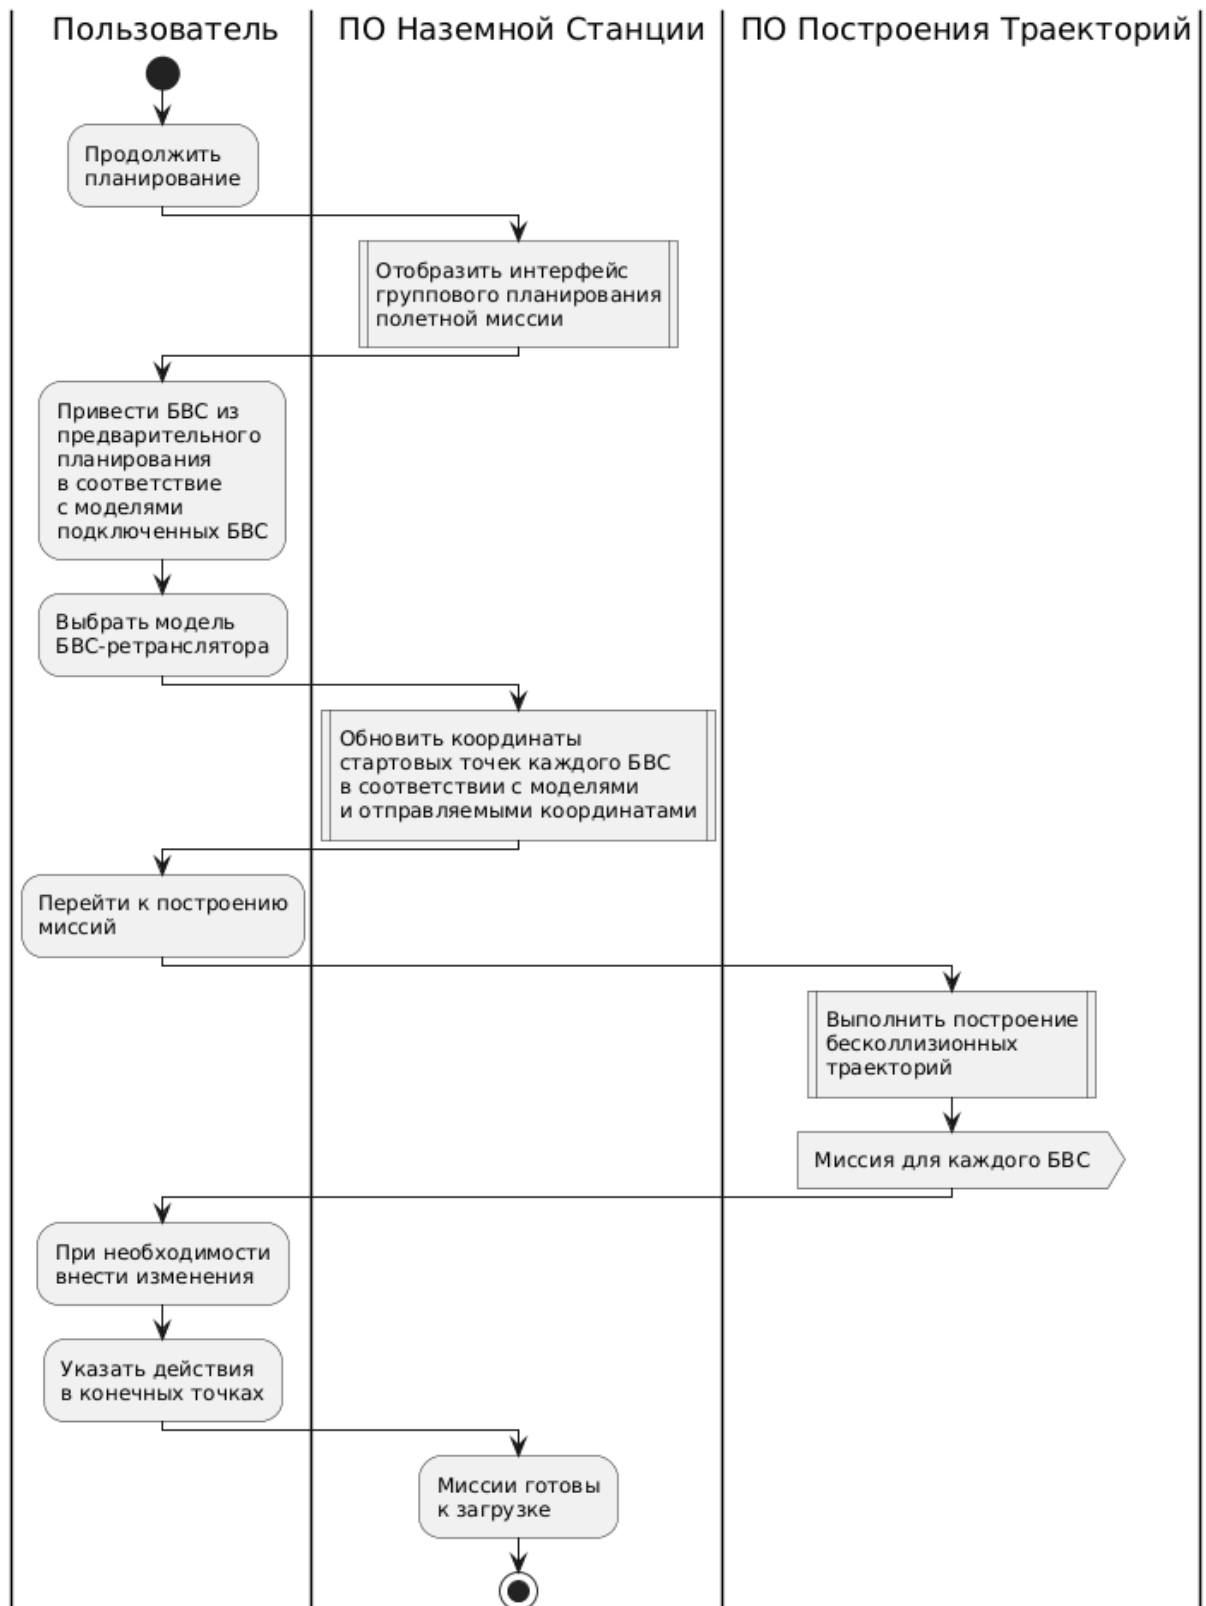 Пользователь
ПО Наземной Станции
ПО Построения Траекторий
Продолжить
планирование
Отобразить интерфейс
группового планирования
полетной миссии
Привести БВС из
предварительного
планирования
в соответствие
с моделями
подключенных БВС
Выбрать модель
БВС-ретранслятора
Обновить координаты
стартовых точек каждого БВС
в соответствии с моделями
и отправляемыми координатами
Перейти к построению
миссий
Выполнить построение
бесколлизионных
траекторий
Миссия для каждого БВС
При необходимости
внести изменения
Указать действия
в конечных точках
Миссии готовы
к загрузке